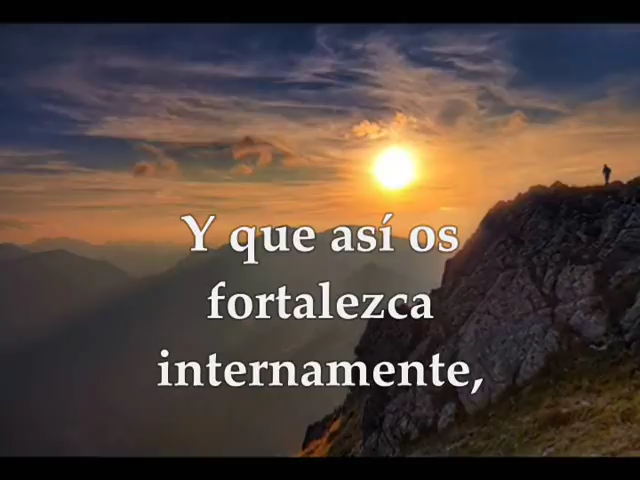 Y que así os
fortalezca
internamente,